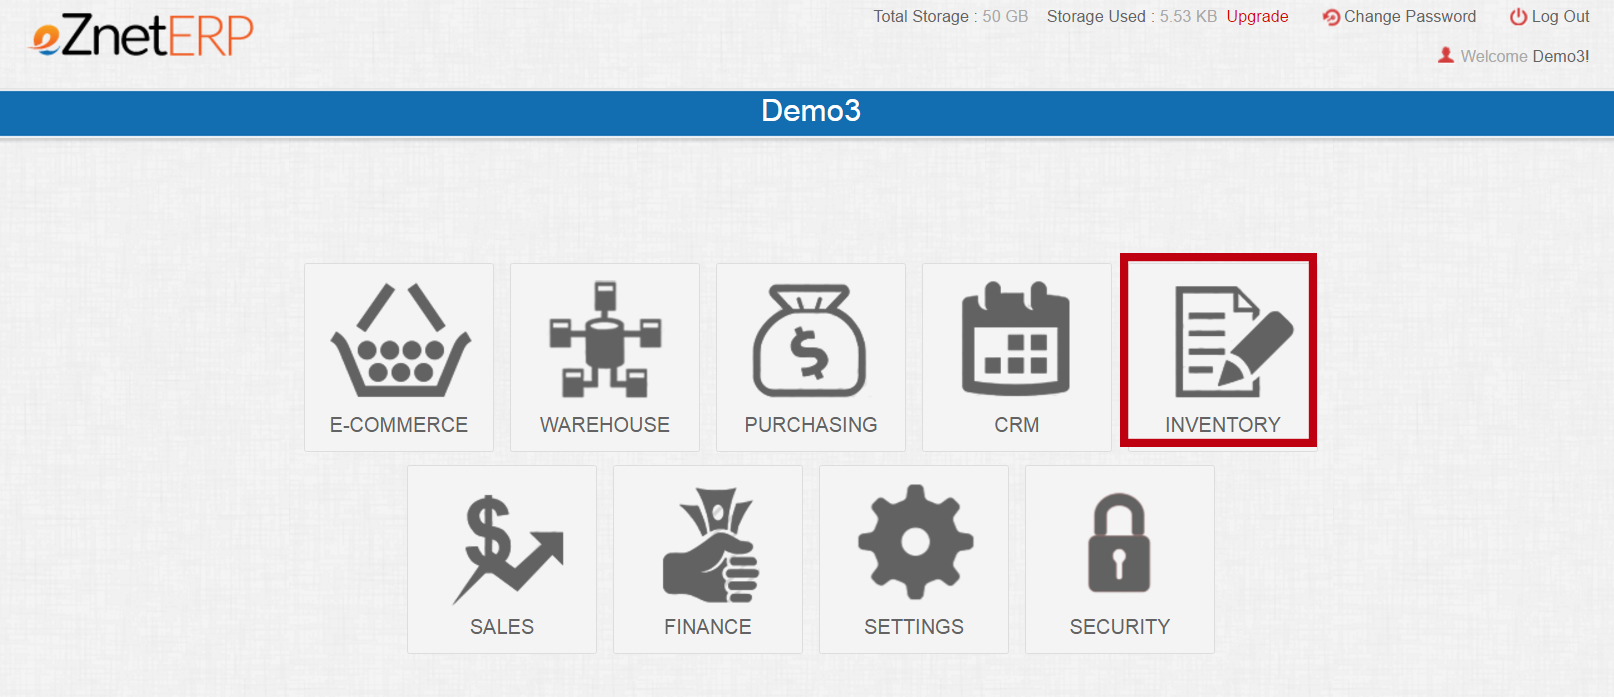 eZnetERP
Total Storage : 50 GB Storage Used : 5.53 KB Upgrade Change Password Log Out
Welcome Demo3!
Demo3
E-COMMERCE WAREHOUSE PURCHASING CRM INVENTORY
SALES FINANCE SETTINGS SECURITY